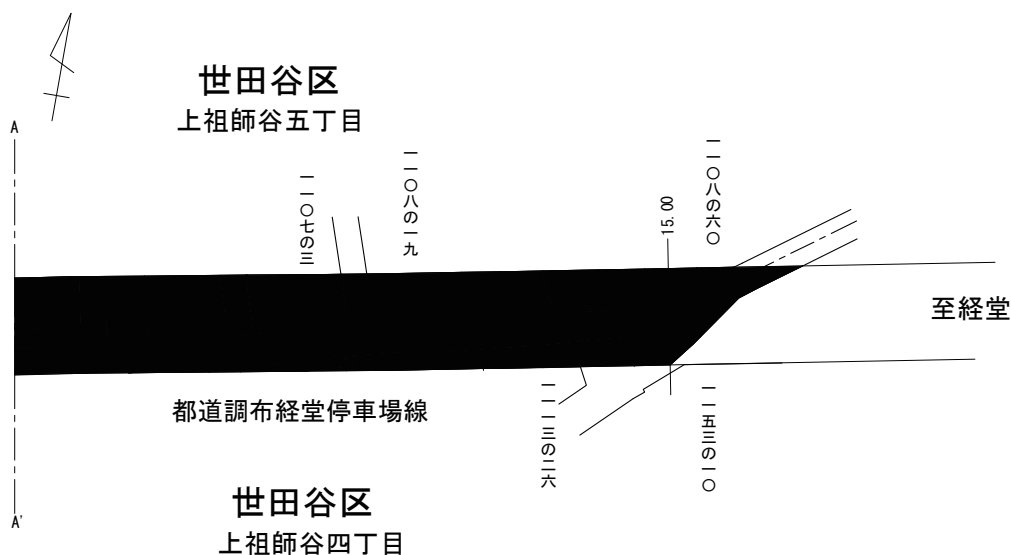 世田谷区
上祖師谷五丁目
A
一一〇七の三
一一〇八の一九
15.00
一一〇八の六〇
至経堂
都道調布経堂停車場線
一一一三の二六
一一五三の一〇
世田谷区
上祖師谷四丁目
A'